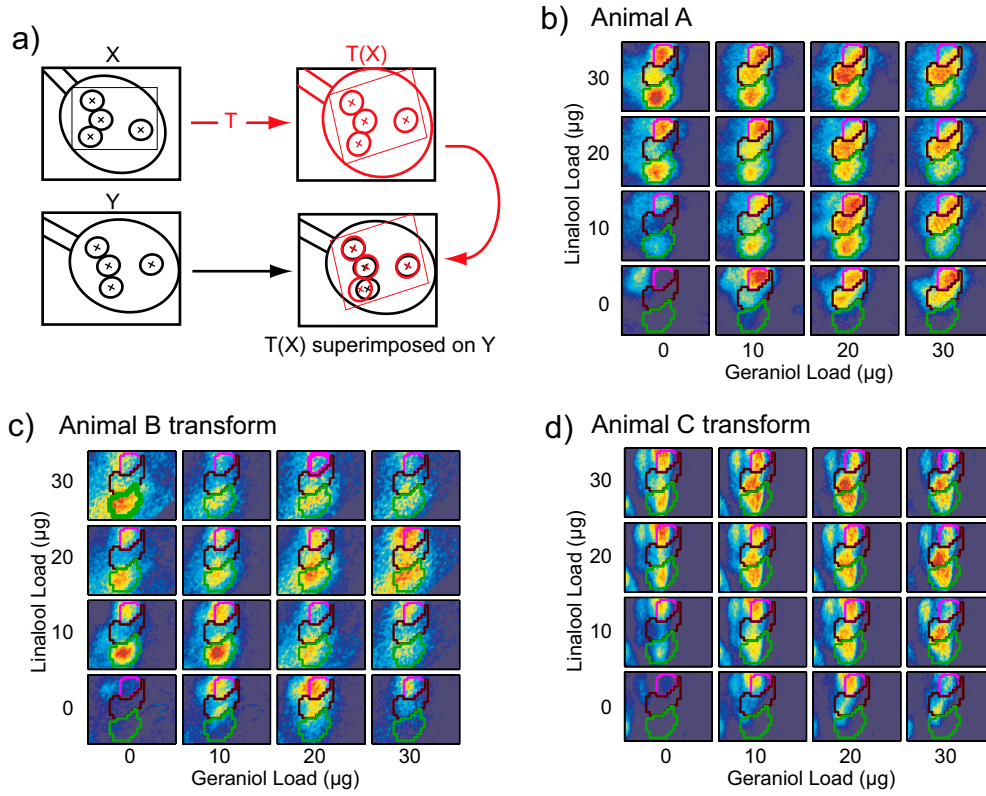 a)
X
T(X)
T
Y
T(X) superimposed on Y
b) Animal A
Linalool Load (µg)
30
20
10
0
0 10 20 30
Geraniol Load (µg)
c) Animal B transform
Linalool Load (µg)
30
20
10
0
0 10 20 30
Geraniol Load (µg)
d) Animal C transform
Linalool Load (µg)
30
20
10
0
0 10 20 30
Geraniol Load (µg)